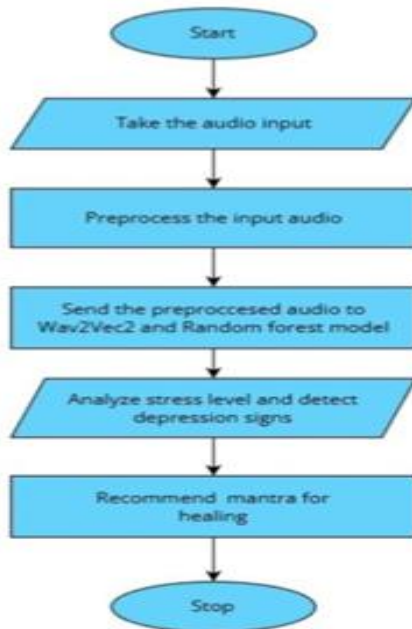 Start
Take the audio input
Preprocess the input audio
Send the preproccesed audio to
Wav2Vec2 and Random forest model
Analyze stress level and detect
depression signs
Recommend mantra for
healing
Stop